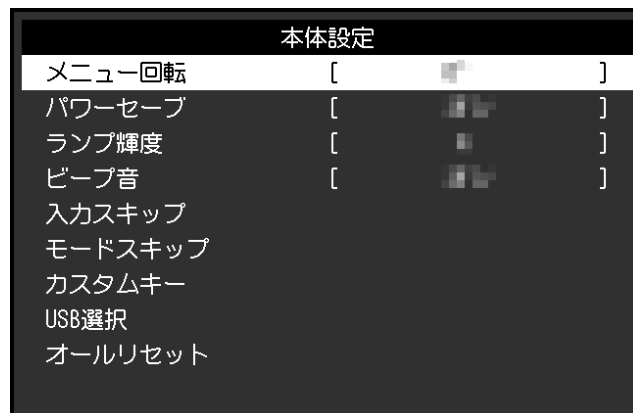 本体設定
メニュー回転 [ ]
パワーセーブ [ ]
ランプ輝度 [ ]
ビープ音 [ ]
入力スキップ
モードスキップ
カスタムキー
USB選択
オールリセット